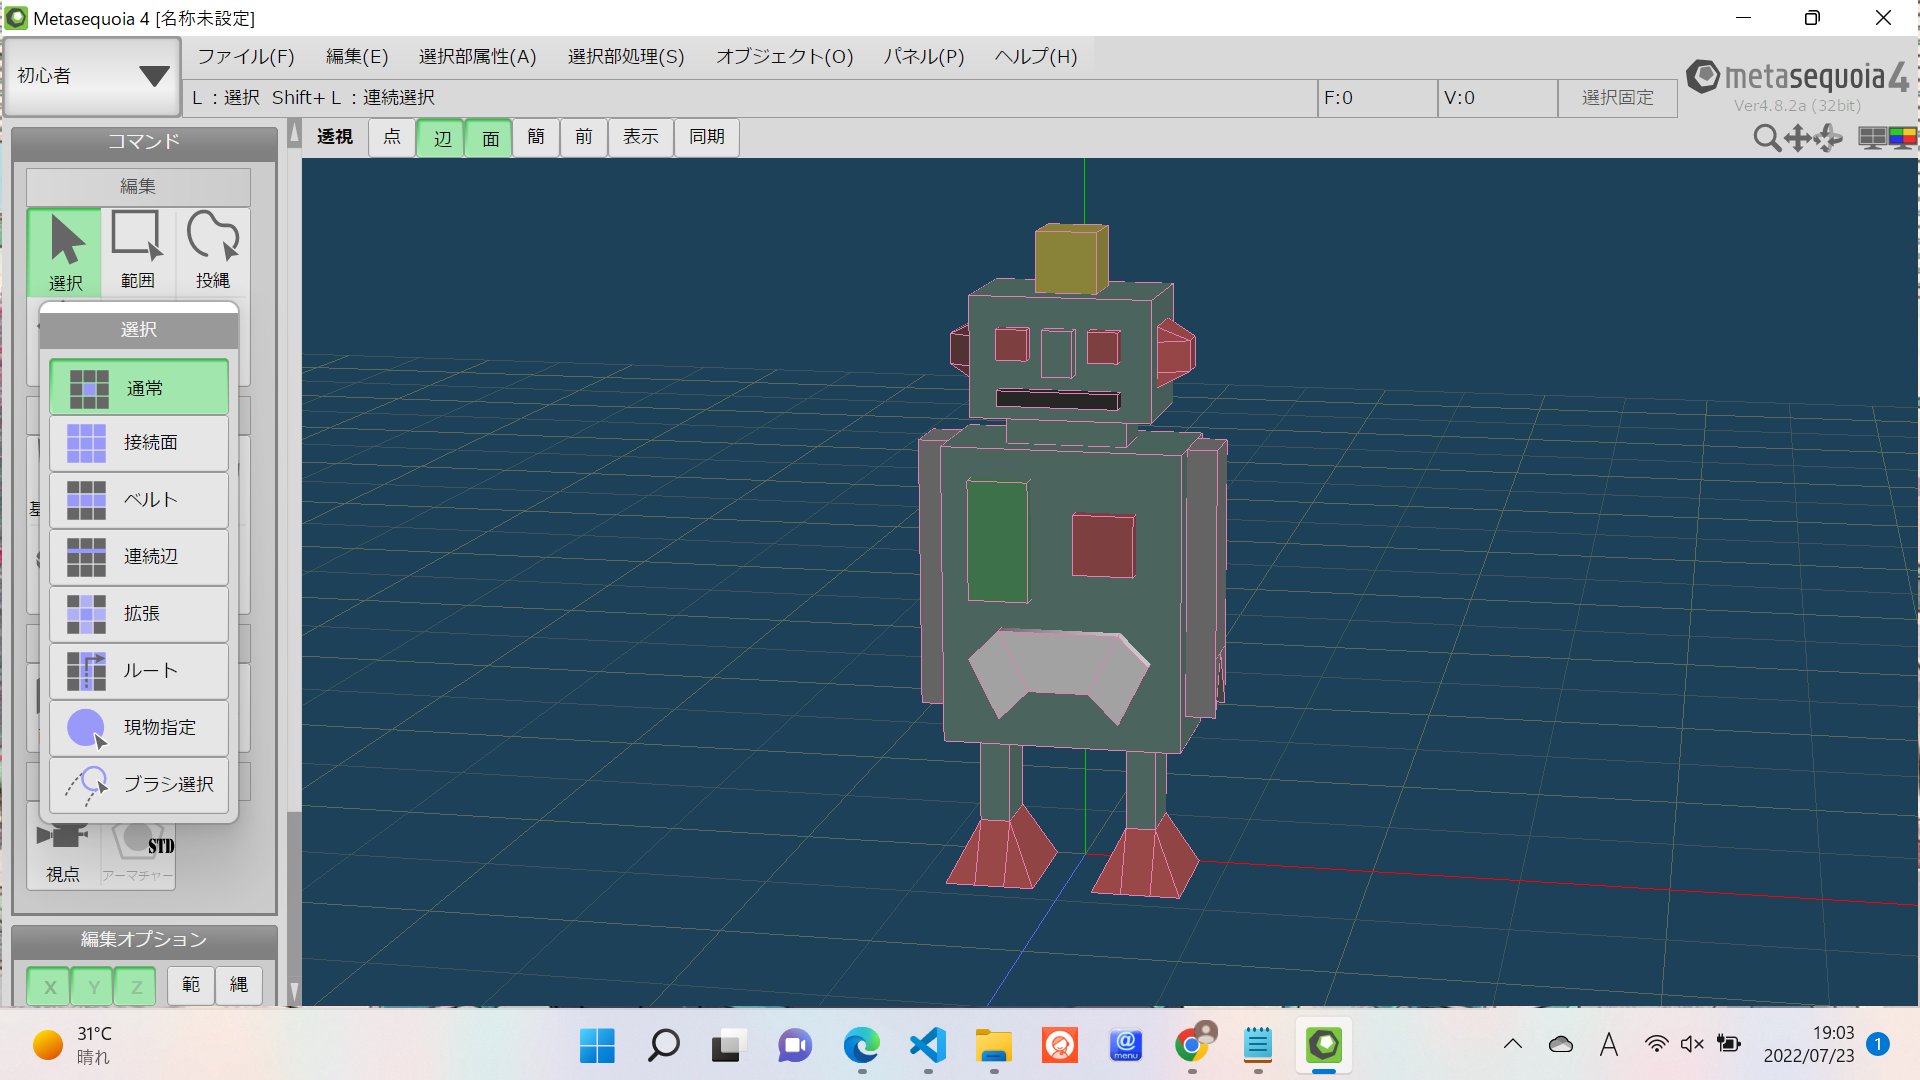 Metasequoia 4 [名称未設定]
初心者
ファイル(F) 編集(E) 選択部属性(A) 選択部処理(S) オブジェクト(O) パネル(P) ヘルプ(H)
L：選択 Shift+L：連続選択
F:0
V:0
選択固定
metasequoia4
Ver4.8.2a (32bit)
透視 点 辺 面 簡 前 表示 同期
コマンド
編集
選択 範囲 投縄
選択
通常
接続面
ベルト
連続辺
拡張
ルート
現物指定
ブラシ選択
STD
視点 アーマチャー
編集オプション
X Y Z 範 縄
31°C
晴れ
@
menu
A
19:03
2022/07/23
1